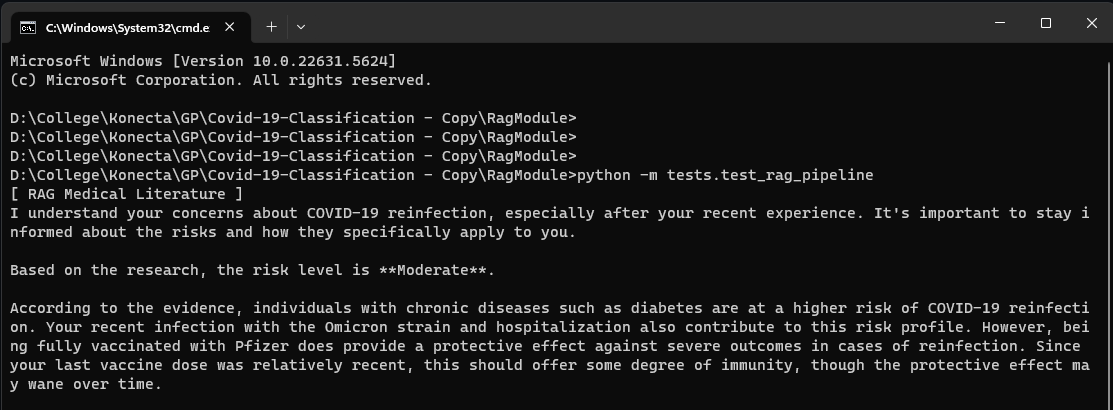 C:\Windows\System32\cmd.e
Microsoft Windows [Version 10.0.22631.5624]
(c) Microsoft Corporation. All rights reserved.
D:\College\Konecta\GP\Covid-19-Classification - Copy\RagModule>
D:\College\Konecta\GP\Covid-19-Classification - Copy\RagModule>
D:\College\Konecta\GP\Covid-19-Classification - Copy\RagModule>
D:\College\Konecta\GP\Covid-19-Classification - Copy\RagModule>python -m tests.test_rag_pipeline
[ RAG Medical Literature ]
I understand your concerns about COVID-19 reinfection, especially after your recent experience. It's important to stay i
nformed about the risks and how they specifically apply to you.
Based on the research, the risk level is **Moderate**.
According to the evidence, individuals with chronic diseases such as diabetes are at a higher risk of COVID-19 reinfecti
on. Your recent infection with the Omicron strain and hospitalization also contribute to this risk profile. However, bei
ng fully vaccinated with Pfizer does provide a protective effect against severe outcomes in cases of reinfection. Since
your last vaccine dose was relatively recent, this should offer some degree of immunity, though the protective effect ma
y wane over time.